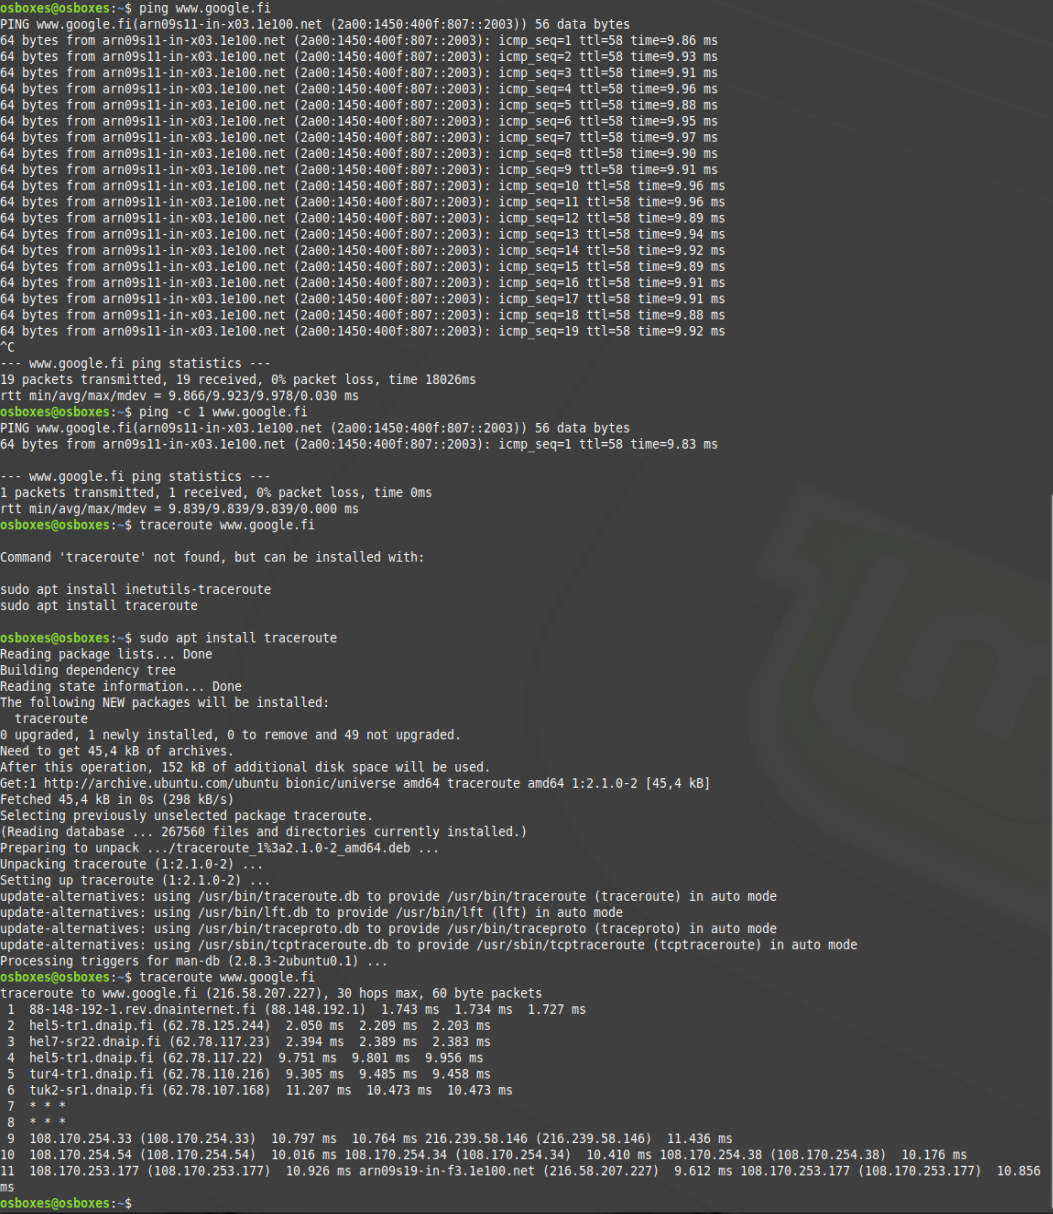 osboxes@osboxes:~$ ping www.google.fi
PING www.google.fi(arn09s11-in-x03.1e100.net (2a00:1450:400f:807::2003)) 56 data bytes
64 bytes from arn09s11-in-x03.1e100.net (2a00:1450:400f:807::2003): icmp_seq=1 ttl=58 time=9.86 ms
64 bytes from arn09s11-in-x03.1e100.net (2a00:1450:400f:807::2003): icmp_seq=2 ttl=58 time=9.93 ms
64 bytes from arn09s11-in-x03.1e100.net (2a00:1450:400f:807::2003): icmp_seq=3 ttl=58 time=9.91 ms
64 bytes from arn09s11-in-x03.1e100.net (2a00:1450:400f:807::2003): icmp_seq=4 ttl=58 time=9.96 ms
64 bytes from arn09s11-in-x03.1e100.net (2a00:1450:400f:807::2003): icmp_seq=5 ttl=58 time=9.88 ms
64 bytes from arn09s11-in-x03.1e100.net (2a00:1450:400f:807::2003): icmp_seq=6 ttl=58 time=9.95 ms
64 bytes from arn09s11-in-x03.1e100.net (2a00:1450:400f:807::2003): icmp_seq=7 ttl=58 time=9.97 ms
64 bytes from arn09s11-in-x03.1e100.net (2a00:1450:400f:807::2003): icmp_seq=8 ttl=58 time=9.90 ms
64 bytes from arn09s11-in-x03.1e100.net (2a00:1450:400f:807::2003): icmp_seq=9 ttl=58 time=9.91 ms
64 bytes from arn09s11-in-x03.1e100.net (2a00:1450:400f:807::2003): icmp_seq=10 ttl=58 time=9.96 ms
64 bytes from arn09s11-in-x03.1e100.net (2a00:1450:400f:807::2003): icmp_seq=11 ttl=58 time=9.96 ms
64 bytes from arn09s11-in-x03.1e100.net (2a00:1450:400f:807::2003): icmp_seq=12 ttl=58 time=9.89 ms
64 bytes from arn09s11-in-x03.1e100.net (2a00:1450:400f:807::2003): icmp_seq=13 ttl=58 time=9.94 ms
64 bytes from arn09s11-in-x03.1e100.net (2a00:1450:400f:807::2003): icmp_seq=14 ttl=58 time=9.92 ms
64 bytes from arn09s11-in-x03.1e100.net (2a00:1450:400f:807::2003): icmp_seq=15 ttl=58 time=9.89 ms
64 bytes from arn09s11-in-x03.1e100.net (2a00:1450:400f:807::2003): icmp_seq=16 ttl=58 time=9.91 ms
64 bytes from arn09s11-in-x03.1e100.net (2a00:1450:400f:807::2003): icmp_seq=17 ttl=58 time=9.91 ms
64 bytes from arn09s11-in-x03.1e100.net (2a00:1450:400f:807::2003): icmp_seq=18 ttl=58 time=9.88 ms
64 bytes from arn09s11-in-x03.1e100.net (2a00:1450:400f:807::2003): icmp_seq=19 ttl=58 time=9.92 ms
^C
--- www.google.fi ping statistics ---
19 packets transmitted, 19 received, 0% packet loss, time 18026ms
rtt min/avg/max/mdev = 9.866/9.923/9.978/0.030 ms
osboxes@osboxes:~$ ping -c 1 www.google.fi
PING www.google.fi(arn09s11-in-x03.1e100.net (2a00:1450:400f:807::2003)) 56 data bytes
64 bytes from arn09s11-in-x03.1e100.net (2a00:1450:400f:807::2003): icmp_seq=1 ttl=58 time=9.83 ms
--- www.google.fi ping statistics ---
1 packets transmitted, 1 received, 0% packet loss, time 0ms
rtt min/avg/max/mdev = 9.839/9.839/9.839/0.000 ms
osboxes@osboxes:~$ traceroute www.google.fi
Command 'traceroute' not found, but can be installed with:
sudo apt install inetutils-traceroute
sudo apt install traceroute
osboxes@osboxes:~$ sudo apt install traceroute
Reading package lists... Done
Building dependency tree
Reading state information... Done
The following NEW packages will be installed:
  traceroute
0 upgraded, 1 newly installed, 0 to remove and 49 not upgraded.
Need to get 45,4 kB of archives.
After this operation, 152 kB of additional disk space will be used.
Get:1 http://archive.ubuntu.com/ubuntu bionic/universe amd64 traceroute amd64 1:2.1.0-2 [45,4 kB]
Fetched 45,4 kB in 0s (298 kB/s)
Selecting previously unselected package traceroute.
(Reading database ... 267560 files and directories currently installed.)
Preparing to unpack .../traceroute_1%3a2.1.0-2_amd64.deb ...
Unpacking traceroute (1:2.1.0-2) ...
Setting up traceroute (1:2.1.0-2) ...
update-alternatives: using /usr/bin/traceroute.db to provide /usr/bin/traceroute (traceroute) in auto mode
update-alternatives: using /usr/bin/lft.db to provide /usr/bin/lft (lft) in auto mode
update-alternatives: using /usr/bin/traceproto.db to provide /usr/bin/traceproto (traceproto) in auto mode
update-alternatives: using /usr/sbin/tcptraceroute.db to provide /usr/sbin/tcptraceroute (tcptraceroute) in auto mode
Processing triggers for man-db (2.8.3-2ubuntu0.1) ...
osboxes@osboxes:~$ traceroute www.google.fi
traceroute to www.google.fi (216.58.207.227), 30 hops max, 60 byte packets
 1  88-148-192-1.rev.dnainternet.fi (88.148.192.1)  1.743 ms  1.734 ms  1.727 ms
 2  hel5-tr1.dnaip.fi (62.78.125.244)  2.050 ms  2.209 ms  2.203 ms
 3  hel7-sr22.dnaip.fi (62.78.117.23)  2.394 ms  2.389 ms  2.383 ms
 4  hel5-tr1.dnaip.fi (62.78.117.22)  9.751 ms  9.801 ms  9.956 ms
 5  tur4-tr1.dnaip.fi (62.78.110.216)  9.305 ms  9.485 ms  9.458 ms
 6  tuk2-sr1.dnaip.fi (62.78.107.168)  11.207 ms  10.473 ms  10.473 ms
 7  * * *
 8  * * *
 9  108.170.254.33 (108.170.254.33)  10.797 ms  10.764 ms 216.239.58.146 (216.239.58.146)  11.436 ms
10  108.170.254.54 (108.170.254.54)  10.016 ms 108.170.254.34 (108.170.254.34)  10.410 ms 108.170.254.38 (108.170.254.38)  10.176 ms
11  108.170.253.177 (108.170.253.177)  10.926 ms arn09s19-in-f3.1e100.net (216.58.207.227)  9.612 ms 108.170.253.177 (108.170.253.177)  10.856
ms
osboxes@osboxes:~$